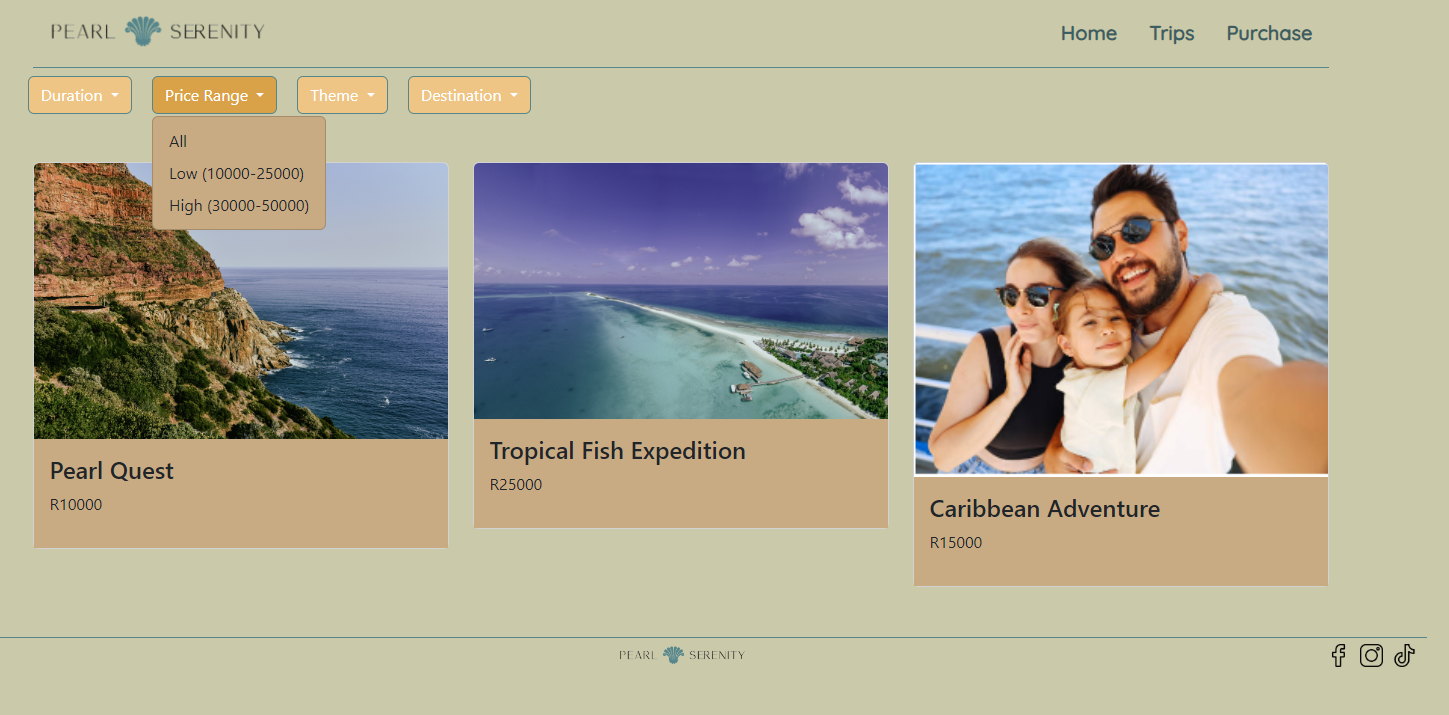 PEARL SERENITY
Home Trips Purchase
Duration Price Range Theme Destination
All
Low (10000-25000)
High (30000-50000)
Pearl Quest
R10000
Tropical Fish Expedition
R25000
Caribbean Adventure
R15000
PEARL SERENITY